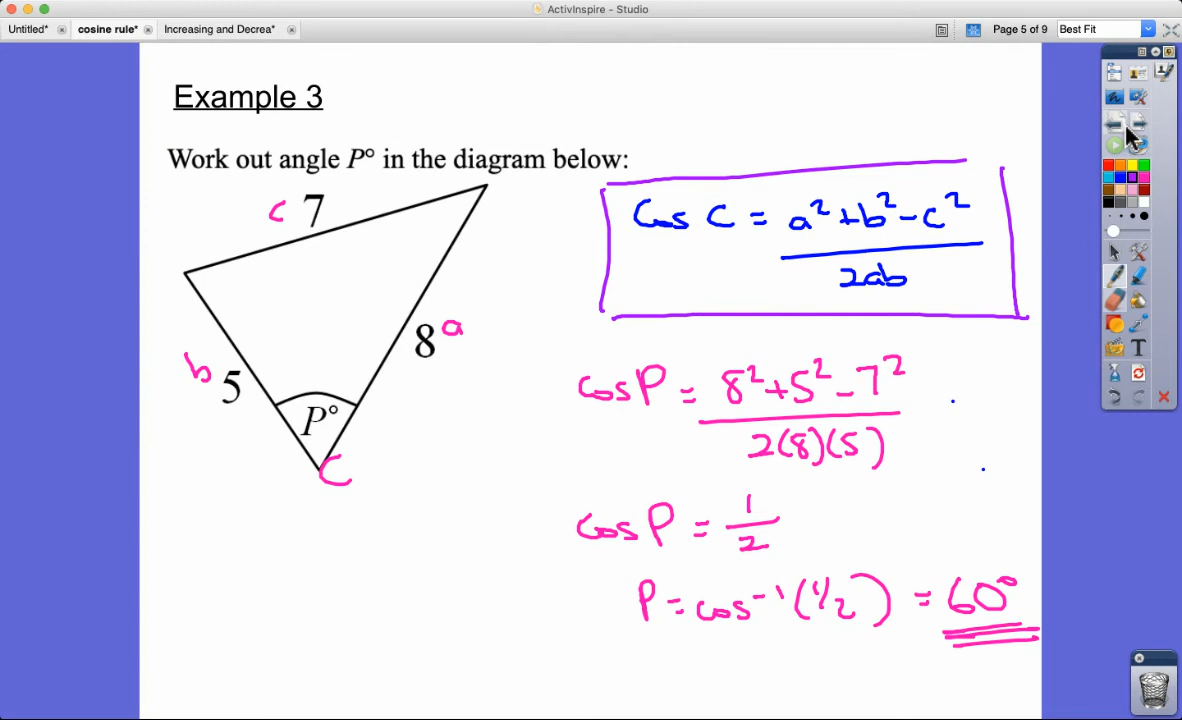 ActivInspire - Studio
Untitled* cosine rule* Increasing and Decrea* Page 5 of 9 Best Fit
Example 3
Work out angle P° in the diagram below:
c 7
b 5
8 a
P°
C
Cos C = a²+b²-c²
2ab
cosP = 8²+5²-7²
2(8)(5)
cosP = 1
2
P=cos⁻¹(1/2) = 60°
T